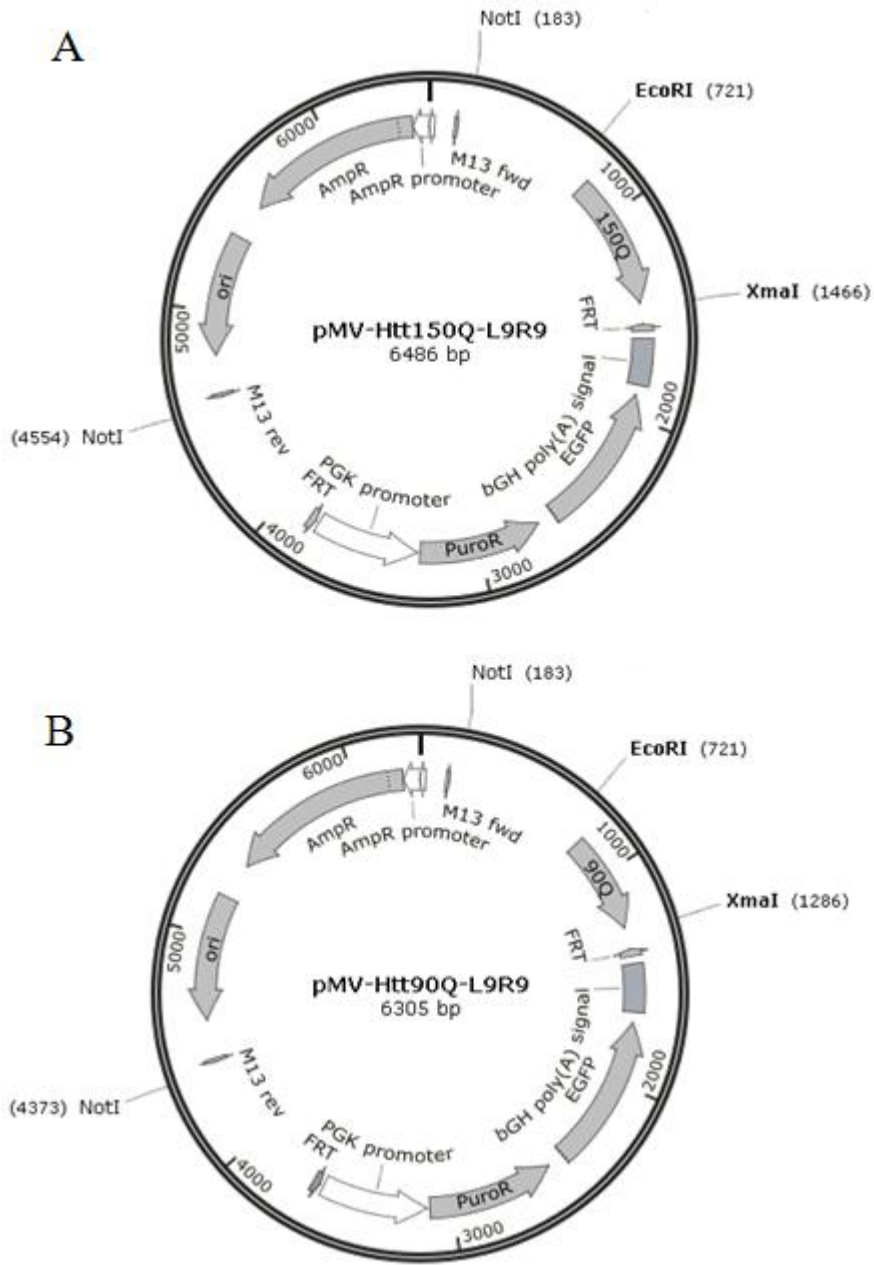 A
NotI (183)
EcoRI (721)
6000
1000
AmpR
M13 fwd
AmpR promoter
150Q
XmaI (1466)
ori
FRT
5000
pMV-Htt150Q-L9R9
6486 bp
bGH poly(A) signal
2000
(4554) NotI
M13 rev
EGFP
FRT
PGK promoter
4000
PuroR
3000
B
NotI (183)
EcoRI (721)
6000
1000
AmpR
M13 fwd
AmpR promoter
90Q
XmaI (1286)
ori
FRT
5000
pMV-Htt90Q-L9R9
6305 bp
bGH poly(A) signal
2000
(4373) NotI
M13 rev
EGFP
FRT
PGK promoter
4000
PuroR
3000